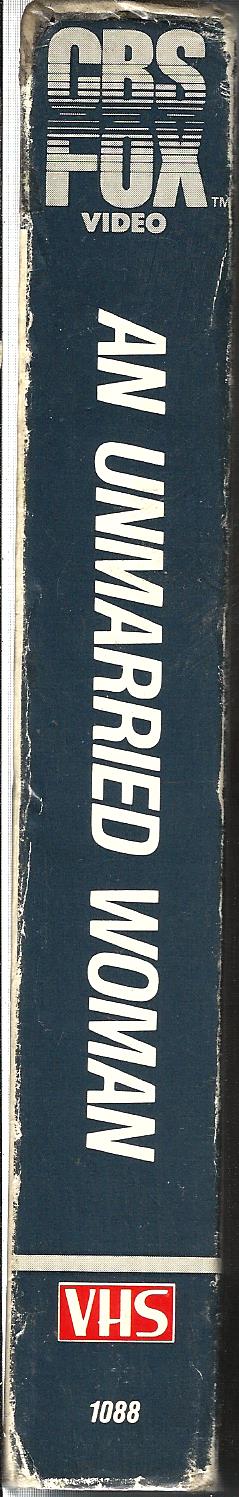 CBS
FOX
TM
VIDEO
AN UNMARRIED WOMAN
VHS
1088